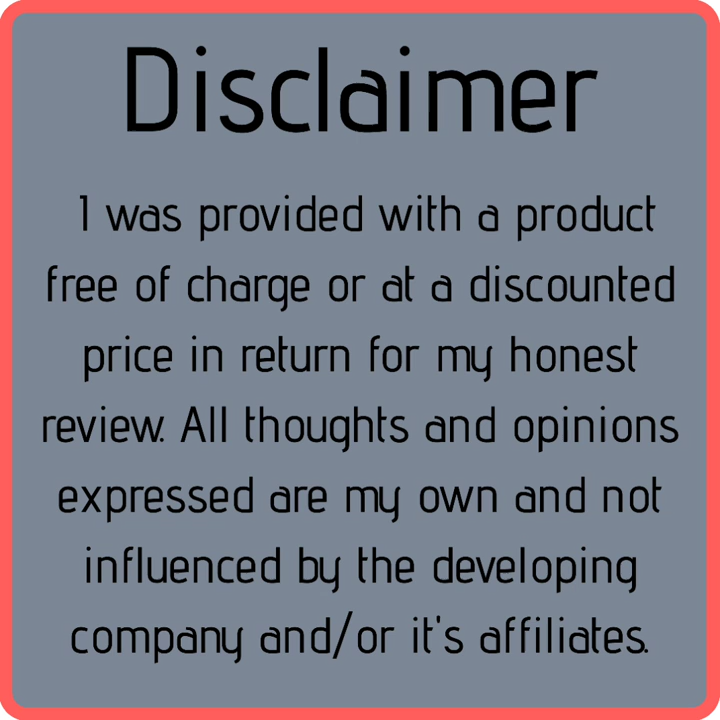 Disclaimer
I was provided with a product
free of charge or at a discounted
price in return for my honest
review. All thoughts and opinions
expressed are my own and not
influenced by the developing
company and/or it's affiliates.